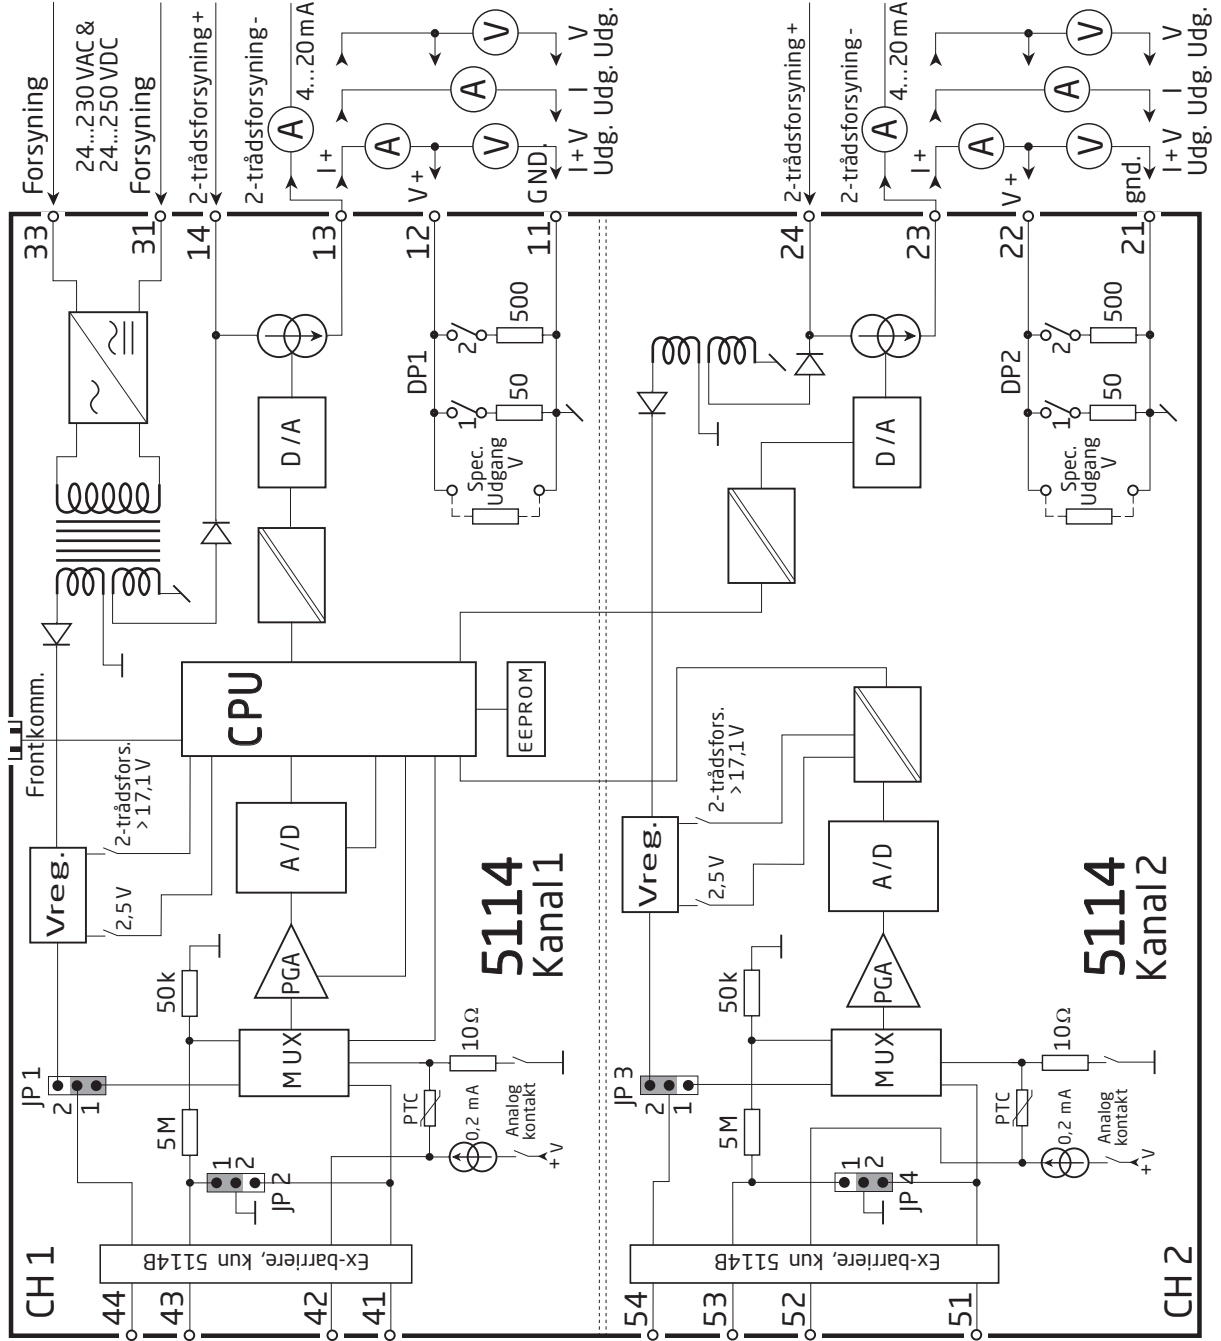 Forsyning
24...230 VAC &
24...250 VDC
Forsyning
2-trådsforsyning +
2-trådsforsyning -
4...20 mA
A
I+
A
V+
V
GND.
A
V
I + V
Udg.
I
Udg.
V
Udg.
2-trådsforsyning +
2-trådsforsyning -
4...20 mA
A
I+
A
V+
V
gnd.
A
V
I + V
Udg.
I
Udg.
V
Udg.
33
31
14
13
12
11
24
23
22
21
DP1
2
500
1
50
Spec.
Udgang
V
DP2
2
500
1
50
Spec.
Udgang
V
D/A
D/A
CPU
EEPROM
Frontkomm.
Vreg.
2-trådsfors.
>17,1 V
2,5 V
A/D
PGA
MUX
50k
5M
JP 1
2
1
1
2
JP 2
PTC
10Ω
0,2 mA
Analog
kontakt
+ V
5114
Kanal 1
Vreg.
2-trådsfors.
>17,1 V
2,5 V
A/D
PGA
MUX
50k
5M
JP 3
2
1
1
2
JP 4
PTC
10Ω
0,2 mA
Analog
kontakt
+ V
5114
Kanal 2
CH 1
Ex-barriere, kun 5114B
44
43
42
41
Ex-barriere, kun 5114B
54
53
52
51
CH 2